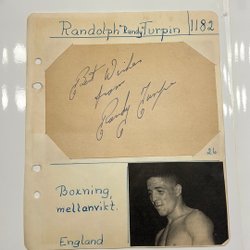 Randolph "Randy" Turpin
1182
Best Wishes
from
Randy Turpin
26
Boxning,
mellanvikt.
England